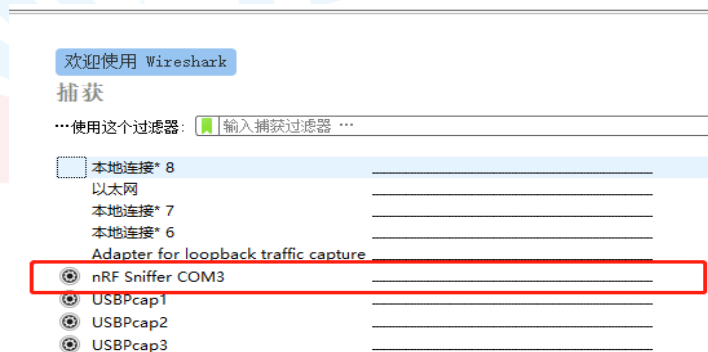 欢迎使用 Wireshark
捕获
…使用这个过滤器: 输入捕获过滤器 …
本地连接* 8
以太网
本地连接* 7
本地连接* 6
Adapter for loopback traffic capture
nRF Sniffer COM3
USBPcap1
USBPcap2
USBPcap3